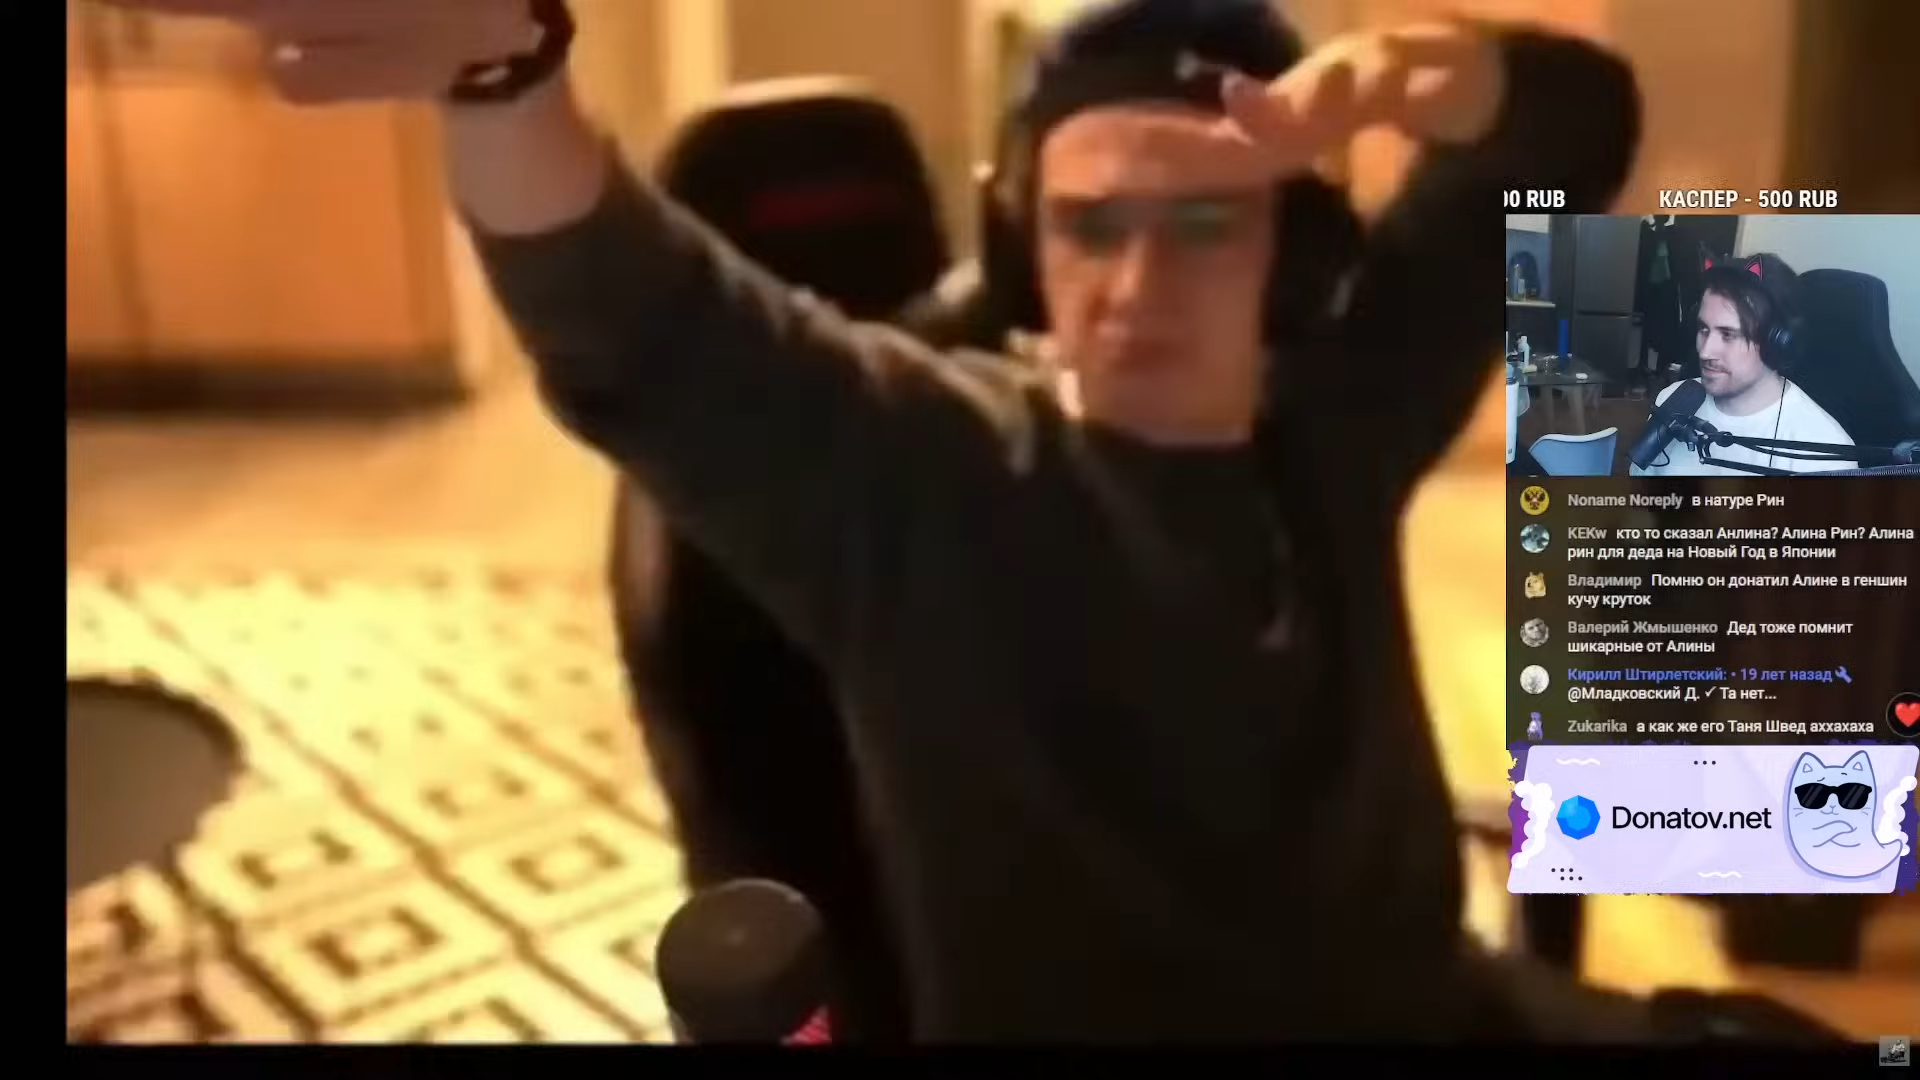 00 RUB
КАСПЕР - 500 RUB
Noname Noreply в натуре Рин
KEKw кто то сказал Анлина? Алина Рин? Алина
рин для деда на Новый Год в Японии
Владимир Помню он донатил Алине в геншин
кучу круток
Валерий Жмышенко Дед тоже помнит
шикарные от Алины
Кирилл Штирлетский: • 19 лет назад
@Младковский Д. ✓ Та нет...
Zukarika а как же его Таня Швед аххахаха
Donatov.net